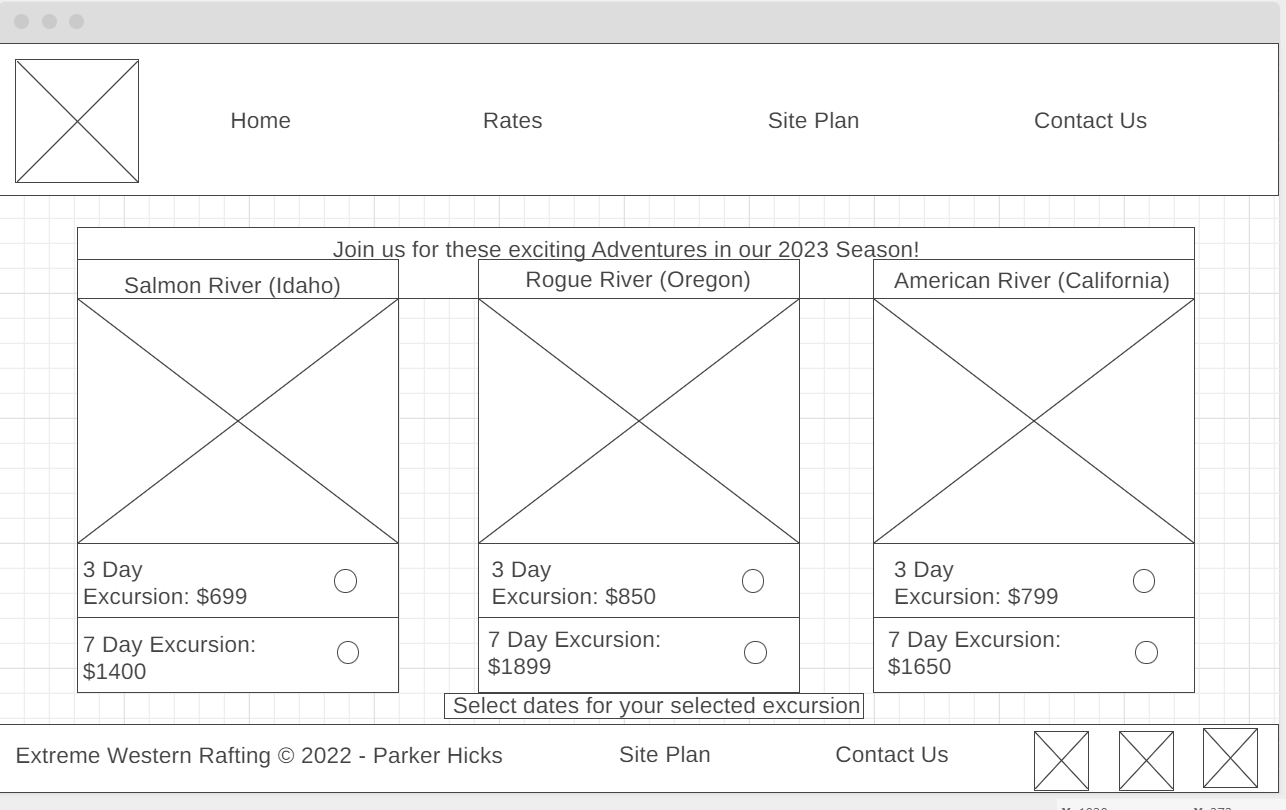 Home Rates Site Plan Contact Us
Join us for these exciting Adventures in our 2023 Season!
Salmon River (Idaho)
Rogue River (Oregon)
American River (California)
3 Day
Excursion: $699
3 Day
Excursion: $850
3 Day
Excursion: $799
7 Day Excursion:
$1400
7 Day Excursion:
$1899
7 Day Excursion:
$1650
Select dates for your selected excursion
Extreme Western Rafting © 2022 - Parker Hicks Site Plan Contact Us